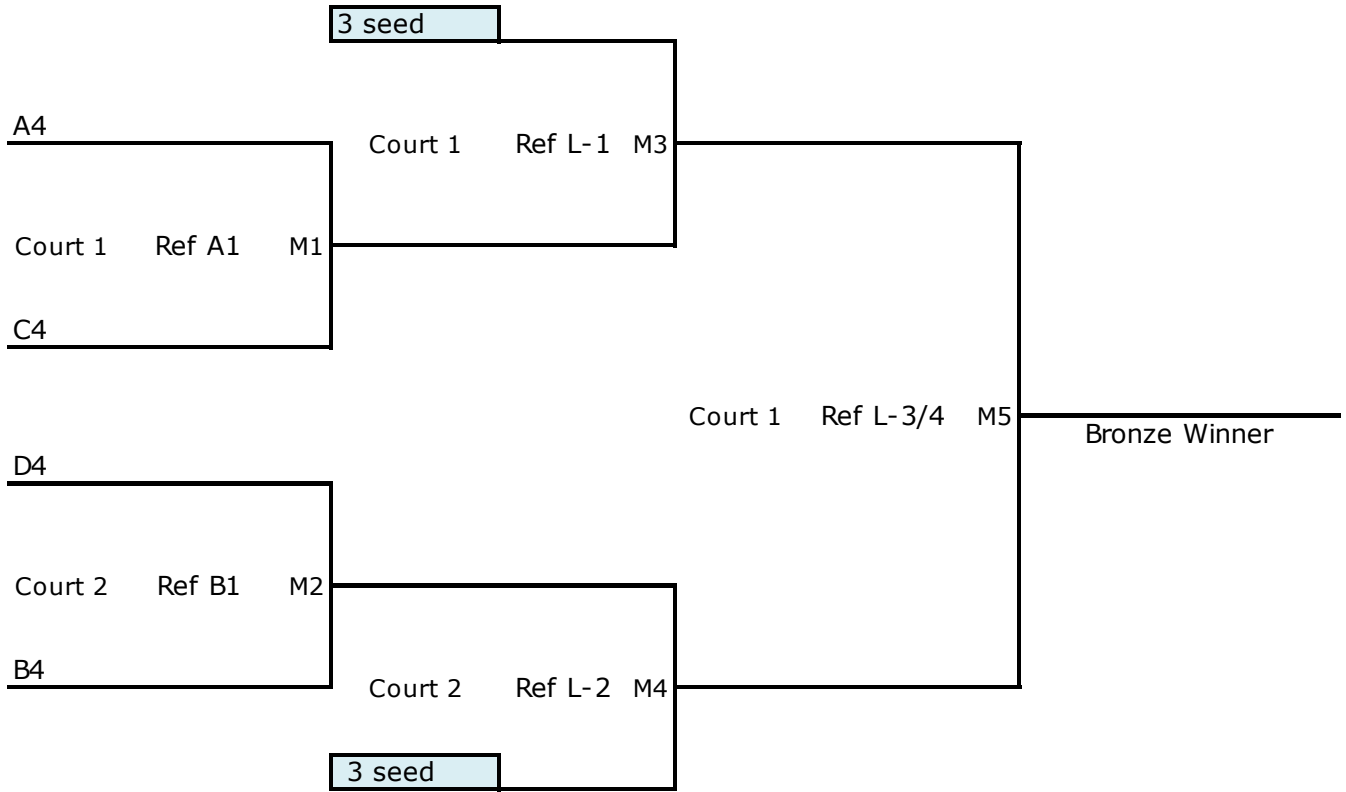 3 seed
A4
Court 1 Ref L-1 M3
Court 1 Ref A1 M1
C4
Court 1 Ref L-3/4 M5
Bronze Winner
D4
Court 2 Ref B1 M2
B4
Court 2 Ref L-2 M4
3 seed